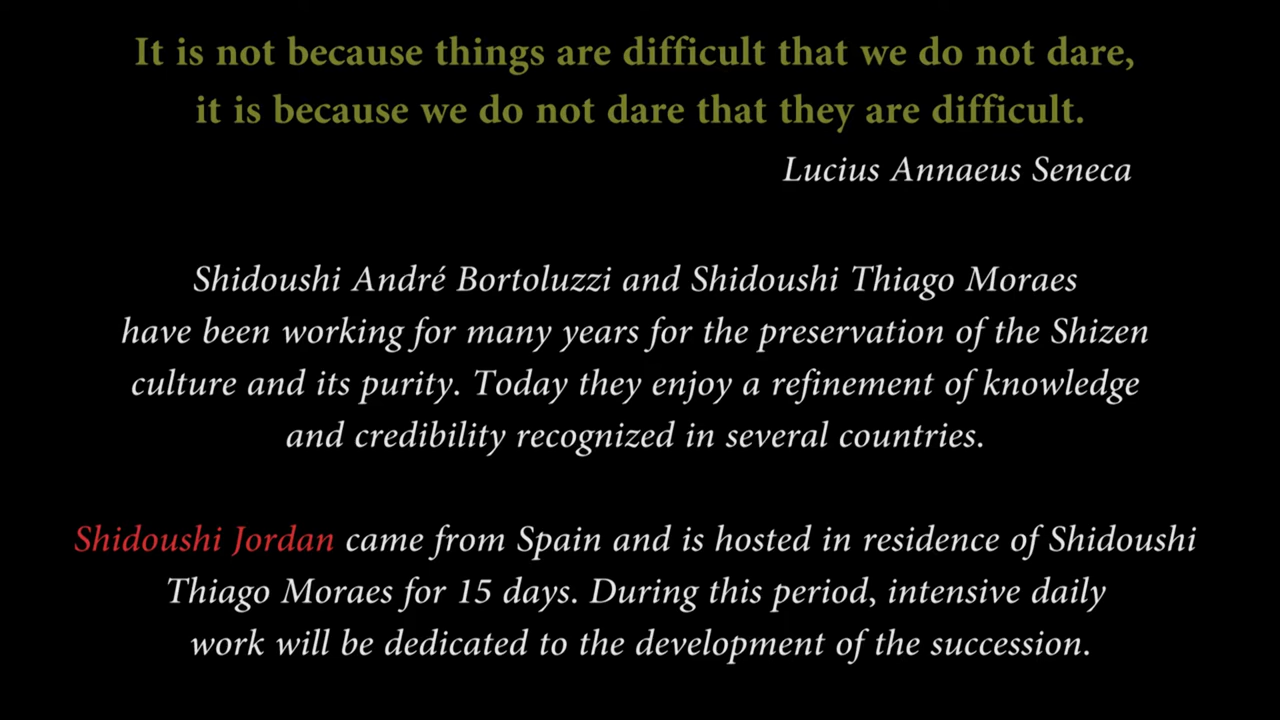 It is not because things are difficult that we do not dare,
it is because we do not dare that they are difficult.
Lucius Annaeus Seneca
Shidoushi André Bortoluzzi and Shidoushi Thiago Moraes
have been working for many years for the preservation of the Shizen
culture and its purity. Today they enjoy a refinement of knowledge
and credibility recognized in several countries.
Shidoushi Jordan came from Spain and is hosted in residence of Shidoushi
Thiago Moraes for 15 days. During this period, intensive daily
work will be dedicated to the development of the succession.